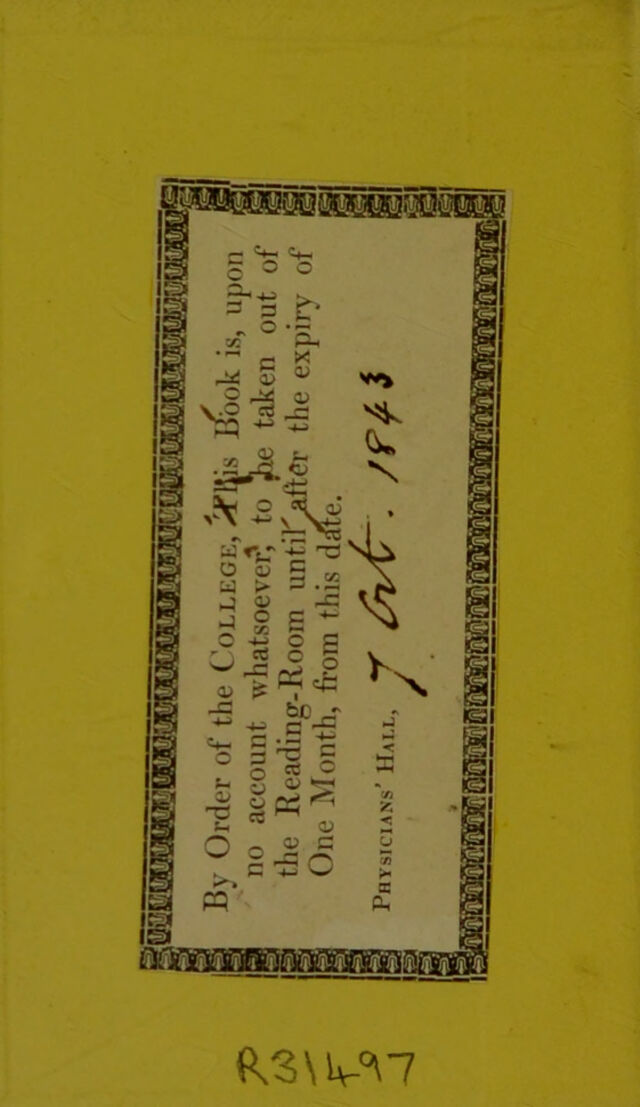 By Order of the COLLEGE, This Book is, upon
no account whatsoever, to be taken out of
the Reading-Room until after the expiry of
One Month, from this date.
PHYSICIANS' HALL, 7 Oct. 1843
R31497